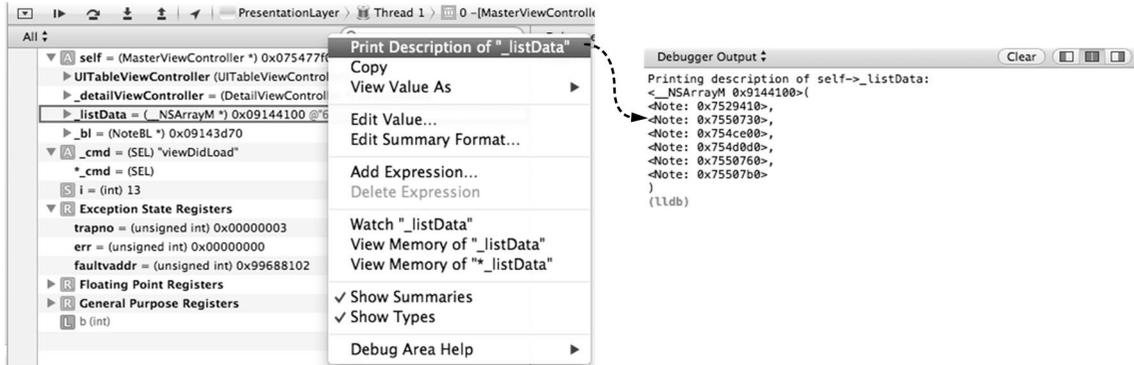 PresentationLayer 〉 Thread 1 〉 0 -[MasterViewControlle
All
self = (MasterViewController *) 0x075477f
UITableViewController (UITableViewControl
_detailViewController = (DetailViewControl
_listData = (__NSArrayM *) 0x09144100 @"6
_bl = (NoteBL *) 0x09143d70
A _cmd = (SEL) "viewDidLoad"
*_cmd = (SEL)
S i = (int) 13
R Exception State Registers
trapno = (unsigned int) 0x00000003
err = (unsigned int) 0x00000000
faultvaddr = (unsigned int) 0x99688102
R Floating Point Registers
R General Purpose Registers
L b (int)
Print Description of "_listData"
Copy
View Value As
Edit Value...
Edit Summary Format...
Add Expression...
Delete Expression
Watch "_listData"
View Memory of "_listData"
View Memory of "*_listData"
✓ Show Summaries
✓ Show Types
Debug Area Help
Debugger Output
Clear
Printing description of self->_listData:
<__NSArrayM 0x9144100>(
<Note: 0x7529410>,
<Note: 0x7550730>,
<Note: 0x754ce00>,
<Note: 0x754d0d0>,
<Note: 0x7550760>,
<Note: 0x75507b0>
)
(lldb)